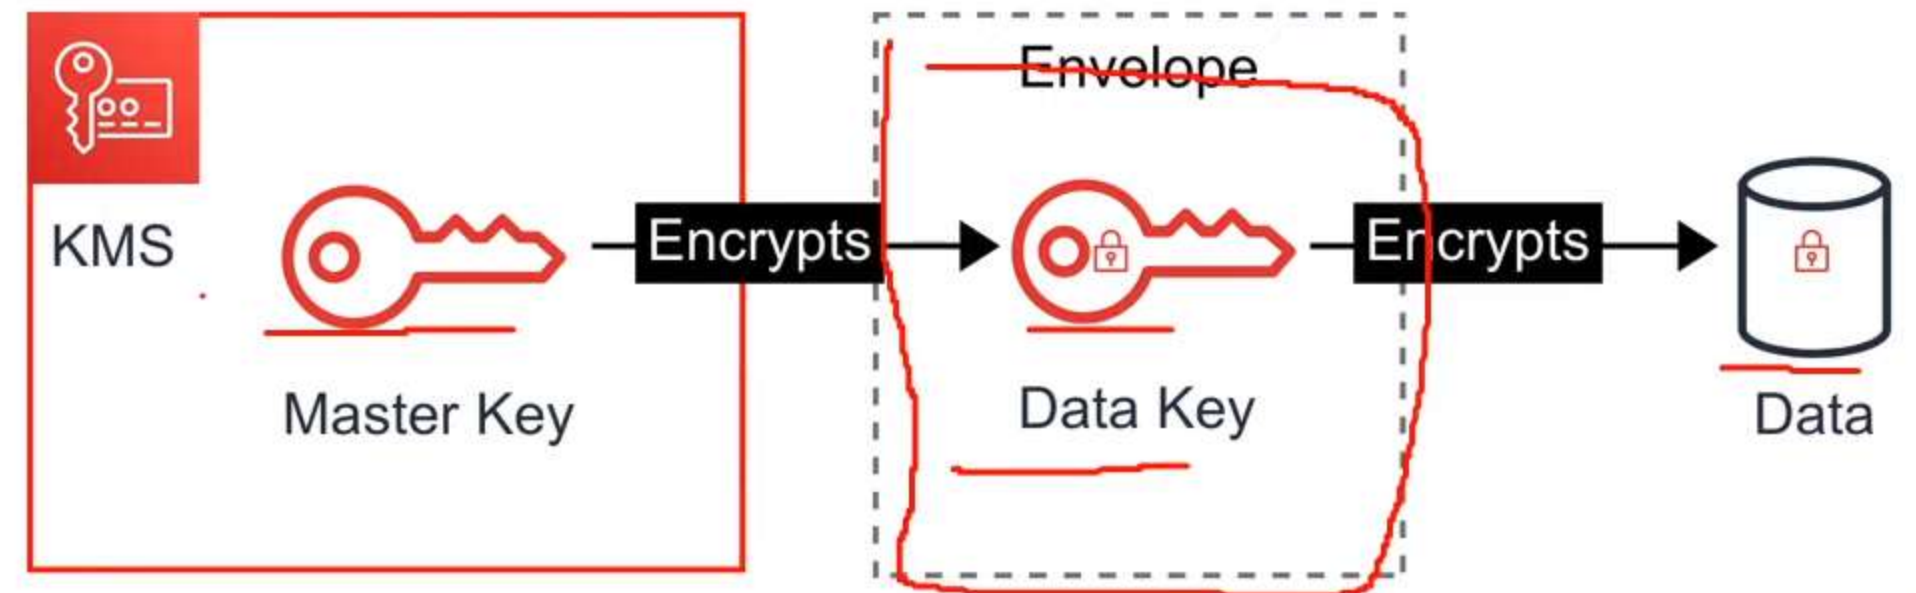 Envelope
KMS
Encrypts
Encrypts
Master Key
Data Key
Data